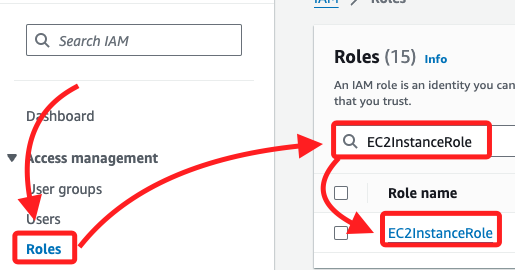 IAM > Roles
Search IAM
Dashboard
Access management
User groups
Users
Roles
Roles (15) Info
An IAM role is an identity you can
that you trust.
EC2InstanceRole
Role name
EC2InstanceRole